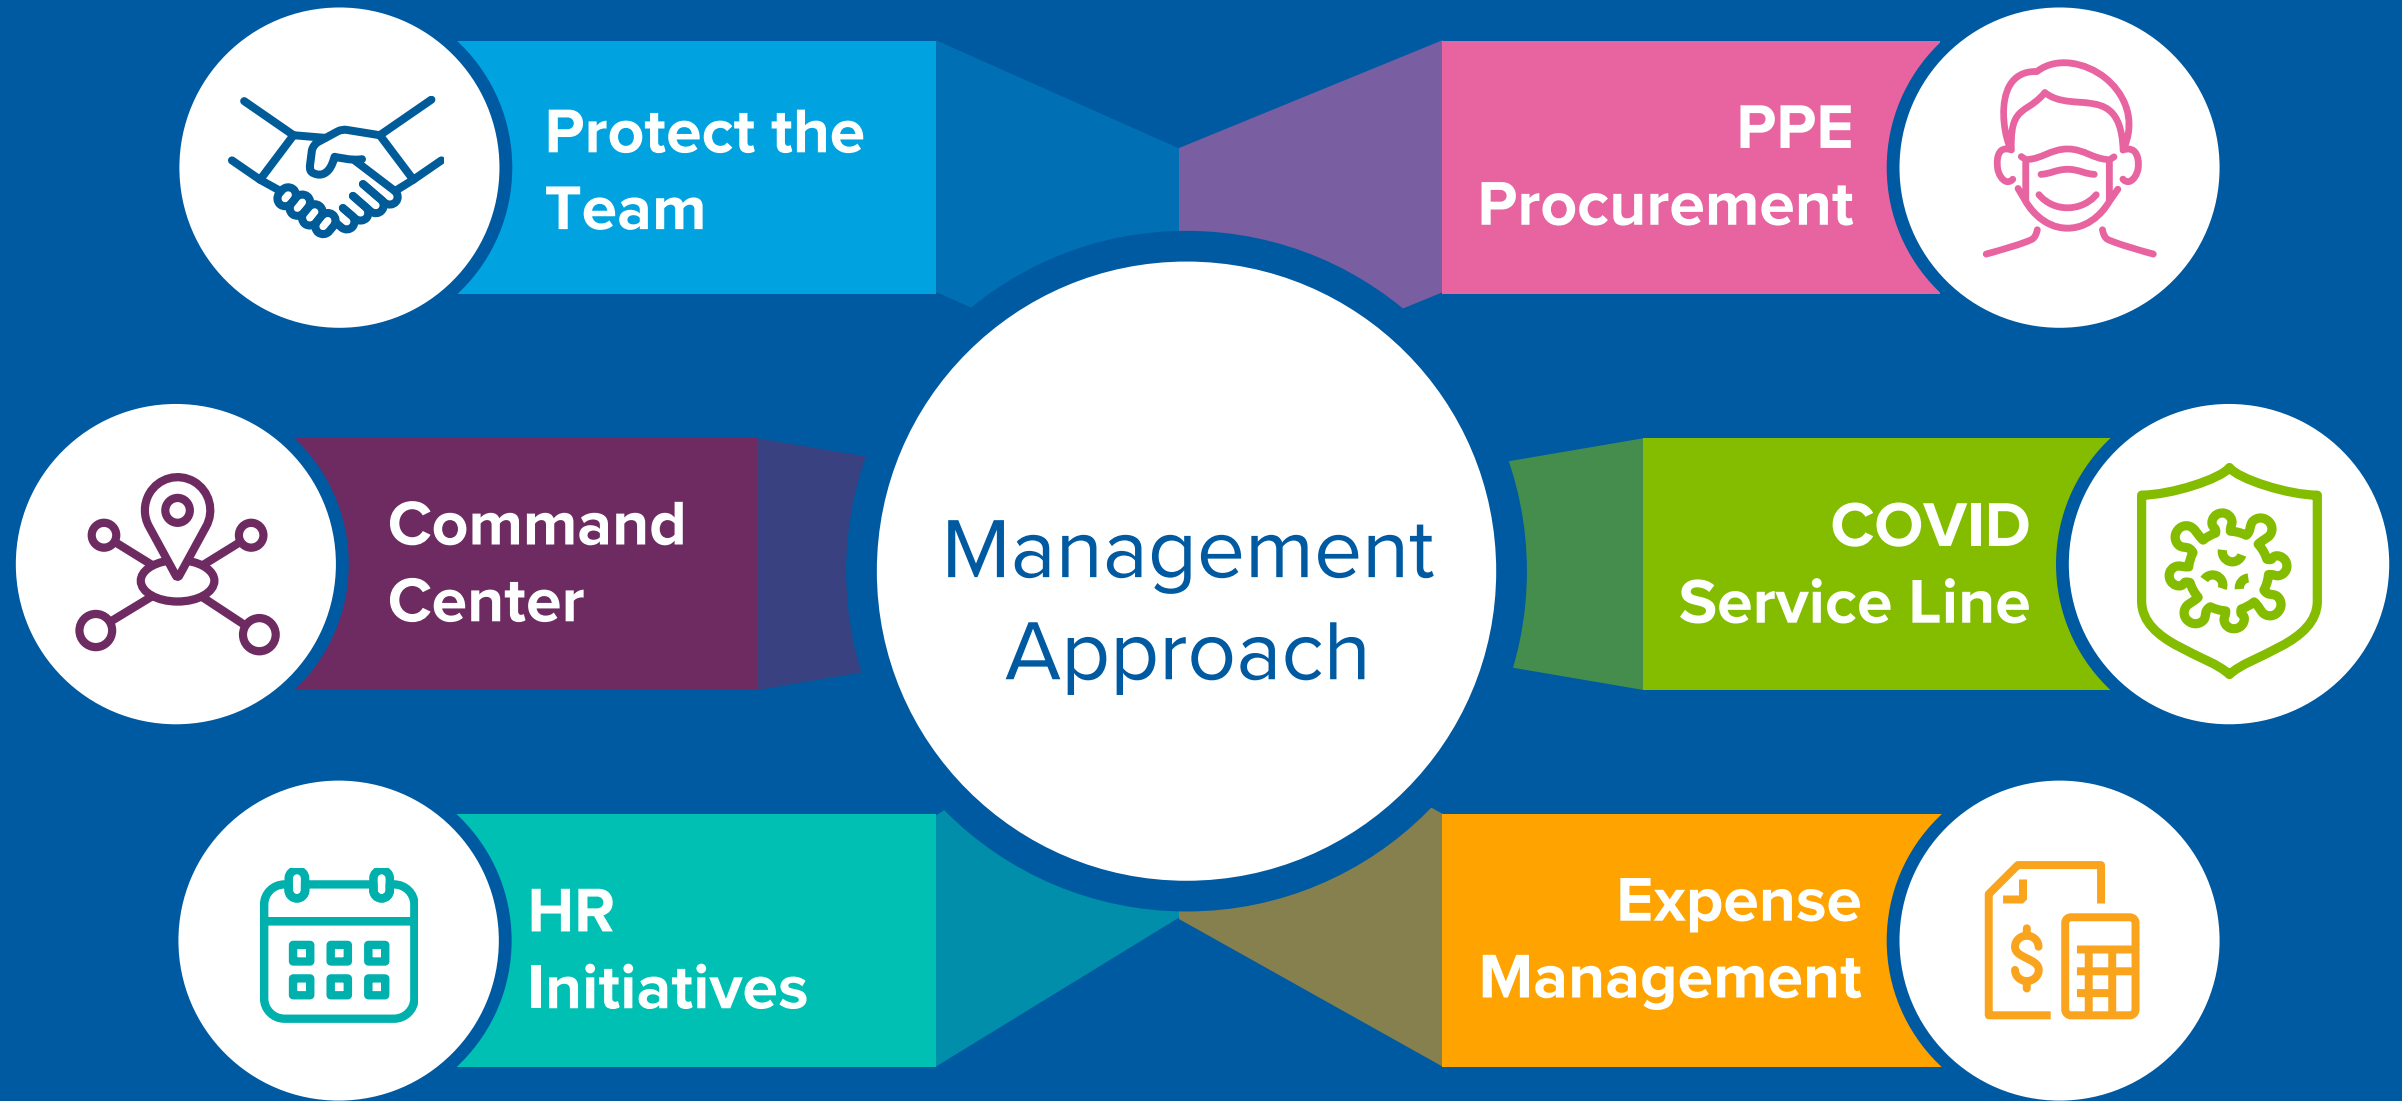 Protect the
Team
PPE
Procurement
Command
Center
Management
Approach
COVID
Service Line
HR
Initiatives
Expense
Management
$